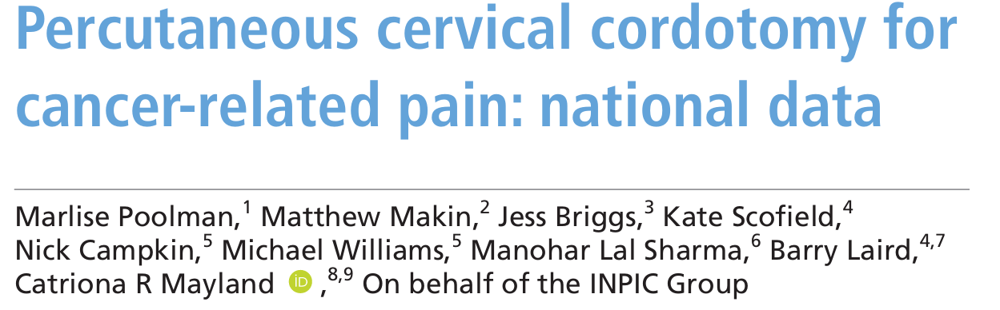 Percutaneous cervical cordotomy for
cancer-related pain: national data
Marlise Poolman,1 Matthew Makin,2 Jess Briggs,3 Kate Scofield,4
Nick Campkin,5 Michael Williams,5 Manohar Lal Sharma,6 Barry Laird,4,7
Catriona R Mayland iD ,8,9 On behalf of the INPIC Group